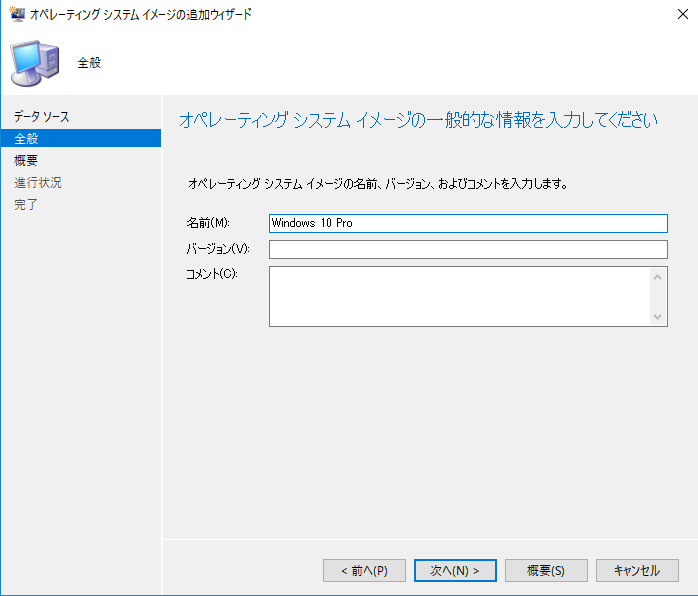 オペレーティング システム イメージの追加ウィザード
全般
データ ソース
全般
概要
進行状況
完了
オペレーティング システム イメージの一般的な情報を入力してください
オペレーティング システム イメージの名前、バージョン、およびコメントを入力します。
名前(M):
Windows 10 Pro
バージョン(V):
コメント(C):
< 前へ(P)
次へ(N) >
概要(S)
キャンセル